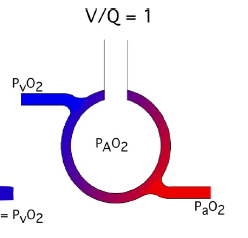 V/Q̇ = 1
PvO2
PAO2
PaO2
= PvO2